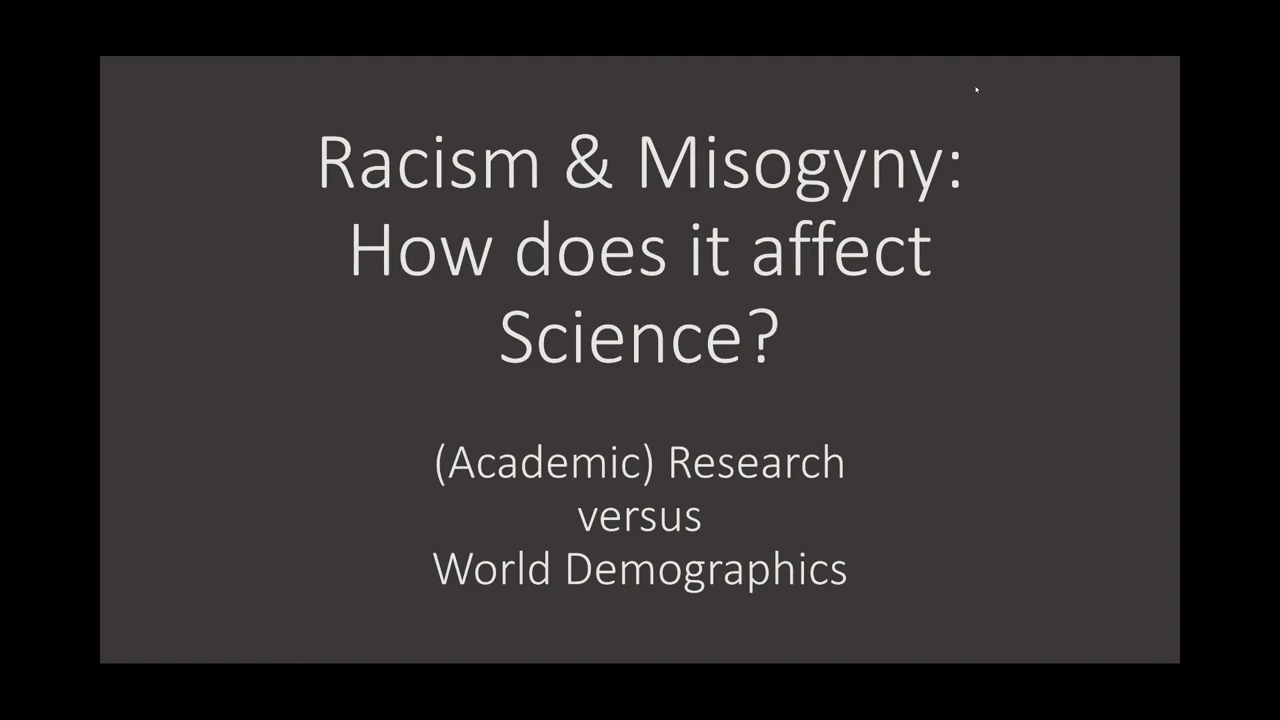 Racism & Misogyny:
How does it affect
Science?
(Academic) Research
versus
World Demographics